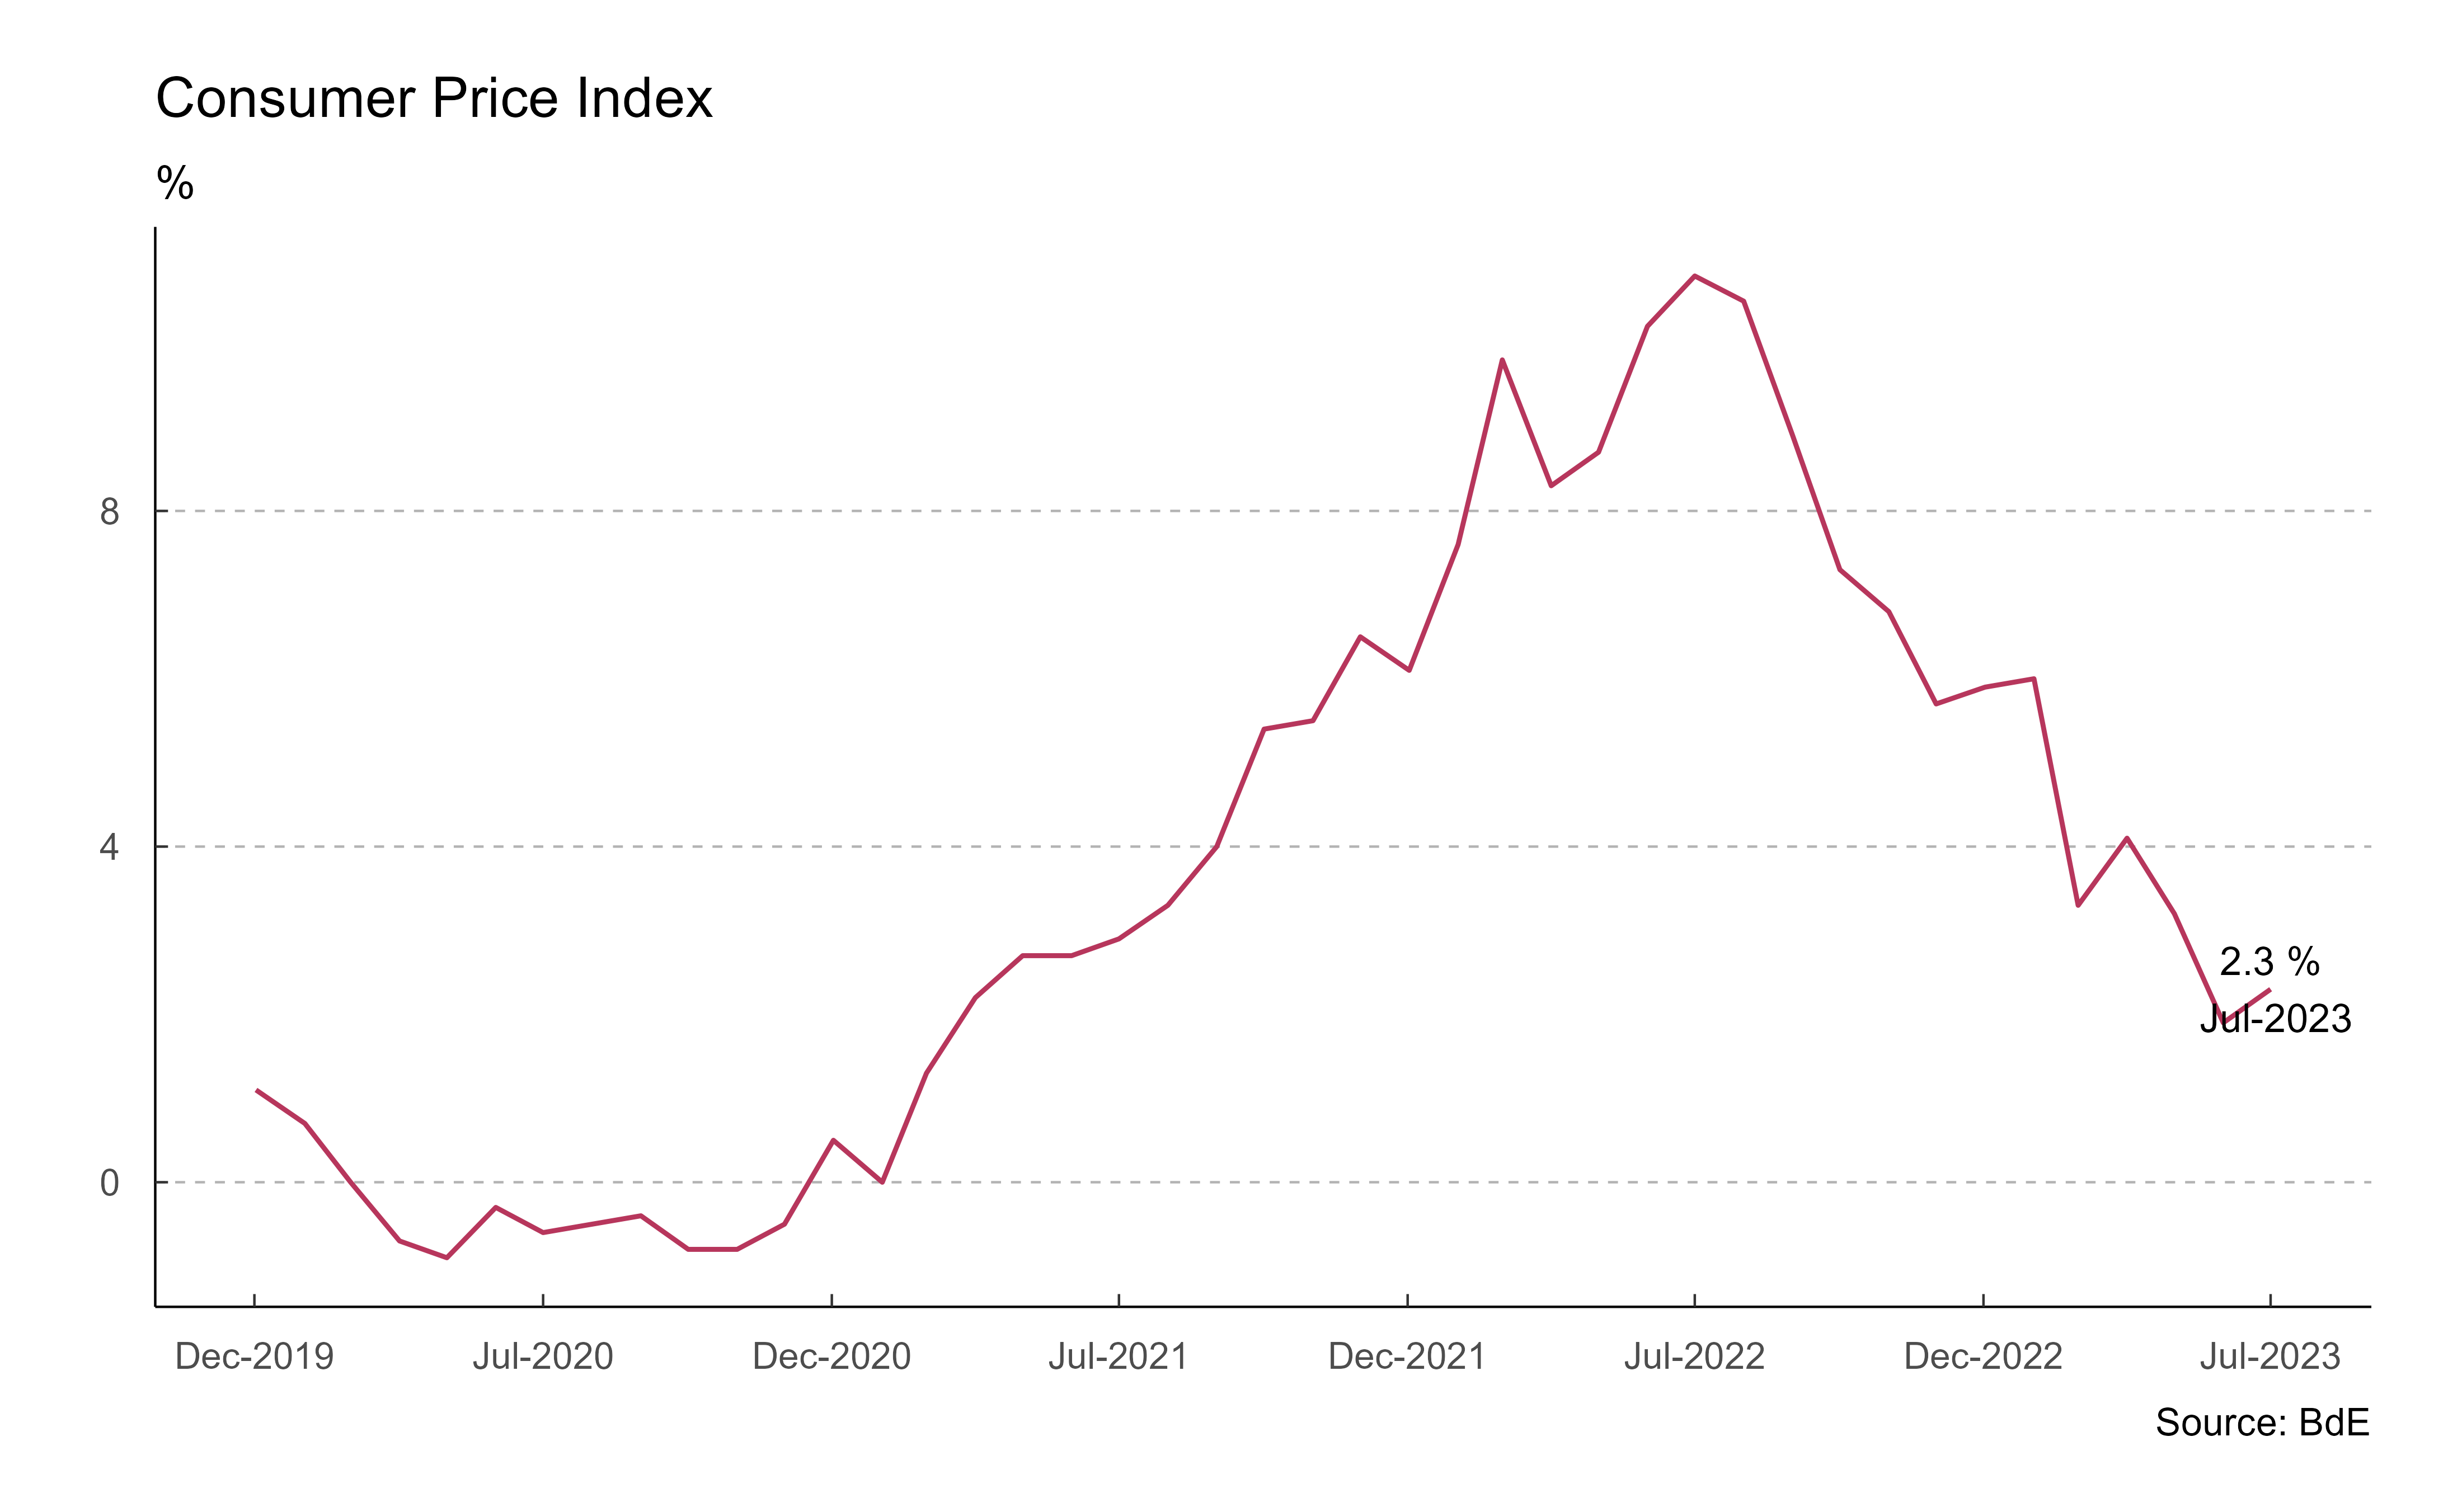 Consumer Price Index
%
8
4
2.3 %
Jul-2023
0
Dec-2019 Jul-2020 Dec-2020 Jul-2021 Dec-2021 Jul-2022 Dec-2022 Jul-2023
Source: BdE